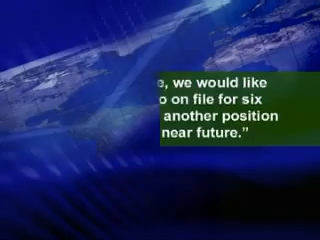 e, we would like
o on file for six
another position
near future.”